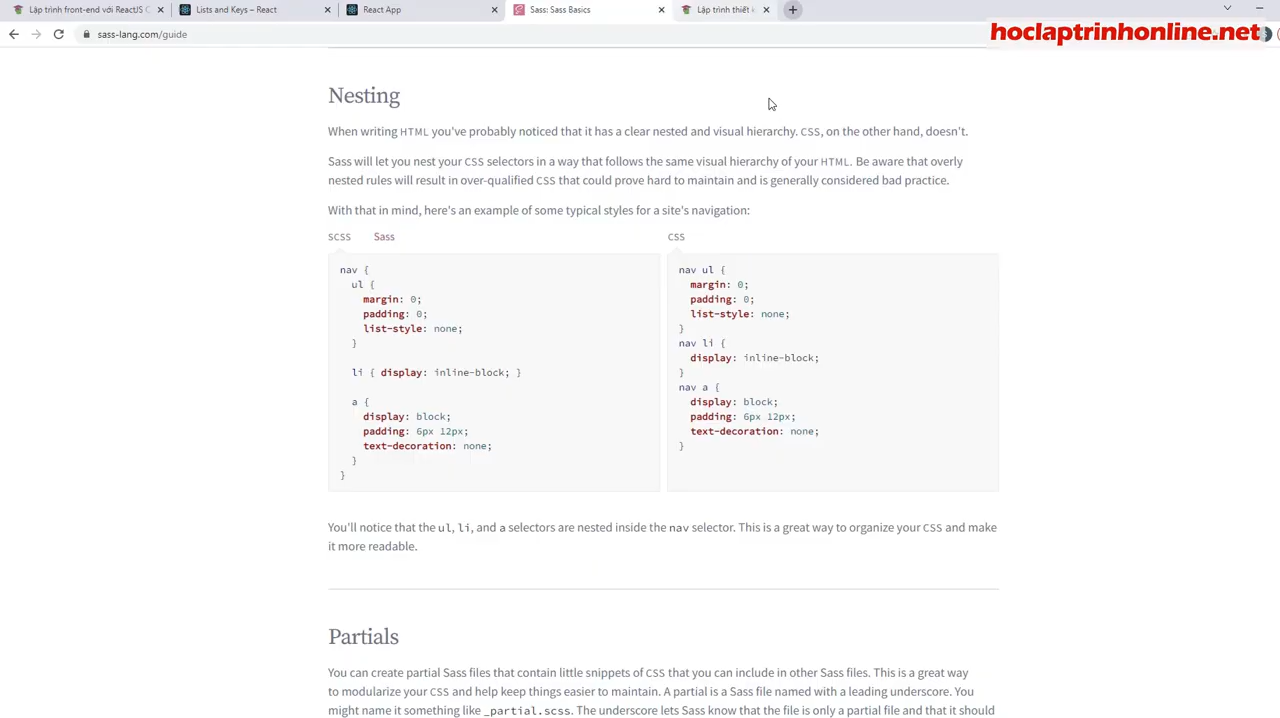 Lập trình front-end với ReactJS C
Lists and Keys – React
React App
Sass: Sass Basics
Lập trình thiết k
sass-lang.com/guide
hoclaptrinhonline.net
Nesting
When writing HTML you've probably noticed that it has a clear nested and visual hierarchy. CSS, on the other hand, doesn't.
Sass will let you nest your CSS selectors in a way that follows the same visual hierarchy of your HTML. Be aware that overly
nested rules will result in over-qualified CSS that could prove hard to maintain and is generally considered bad practice.
With that in mind, here's an example of some typical styles for a site's navigation:
SCSS Sass
nav {
ul {
margin: 0;
padding: 0;
list-style: none;
}
li { display: inline-block; }
a {
display: block;
padding: 6px 12px;
text-decoration: none;
}
}
CSS
nav ul {
margin: 0;
padding: 0;
list-style: none;
}
nav li {
display: inline-block;
}
nav a {
display: block;
padding: 6px 12px;
text-decoration: none;
}
You'll notice that the ul, li, and a selectors are nested inside the nav selector. This is a great way to organize your CSS and make
it more readable.
Partials
You can create partial Sass files that contain little snippets of CSS that you can include in other Sass files. This is a great way
to modularize your CSS and help keep things easier to maintain. A partial is a Sass file named with a leading underscore. You
might name it something like _partial.scss. The underscore lets Sass know that the file is only a partial file and that it should